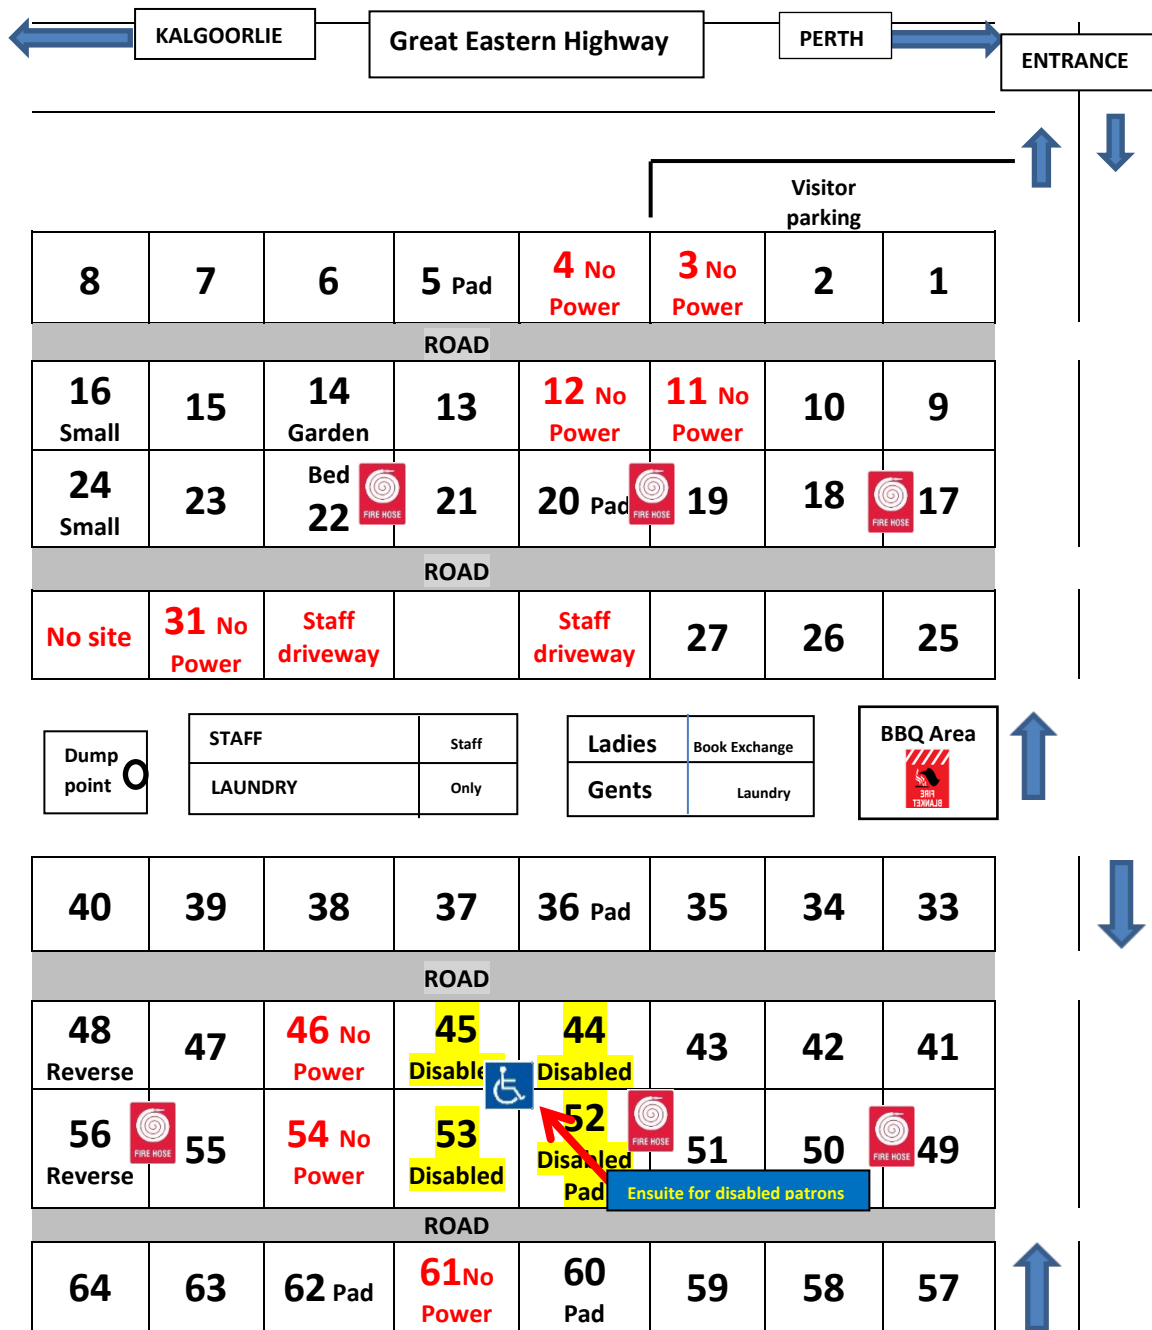 KALGOORLIE
Great Eastern Highway
PERTH
ENTRANCE
Visitor
parking
8 7 6 5 Pad 4 No Power 3 No Power 2 1
ROAD
16 Small 15 14 Garden 13 12 No Power 11 No Power 10 9
24 Small 23 Bed 22 FIRE HOSE 21 20 Pad FIRE HOSE 19 18 FIRE HOSE 17
ROAD
No site 31 No Power Staff driveway Staff driveway 27 26 25
Dump
point
STAFF Staff
LAUNDRY Only
Ladies Book Exchange
Gents Laundry
BBQ Area
FIRE
BLANKET
40 39 38 37 36 Pad 35 34 33
ROAD
48 Reverse 47 46 No Power 45 Disabled 44 Disabled 43 42 41
56 Reverse FIRE HOSE 55 54 No Power 53 Disabled 52 Disabled Pad FIRE HOSE 51 50 FIRE HOSE 49
Ensuite for disabled patrons
ROAD
64 63 62 Pad 61 No Power 60 Pad 59 58 57